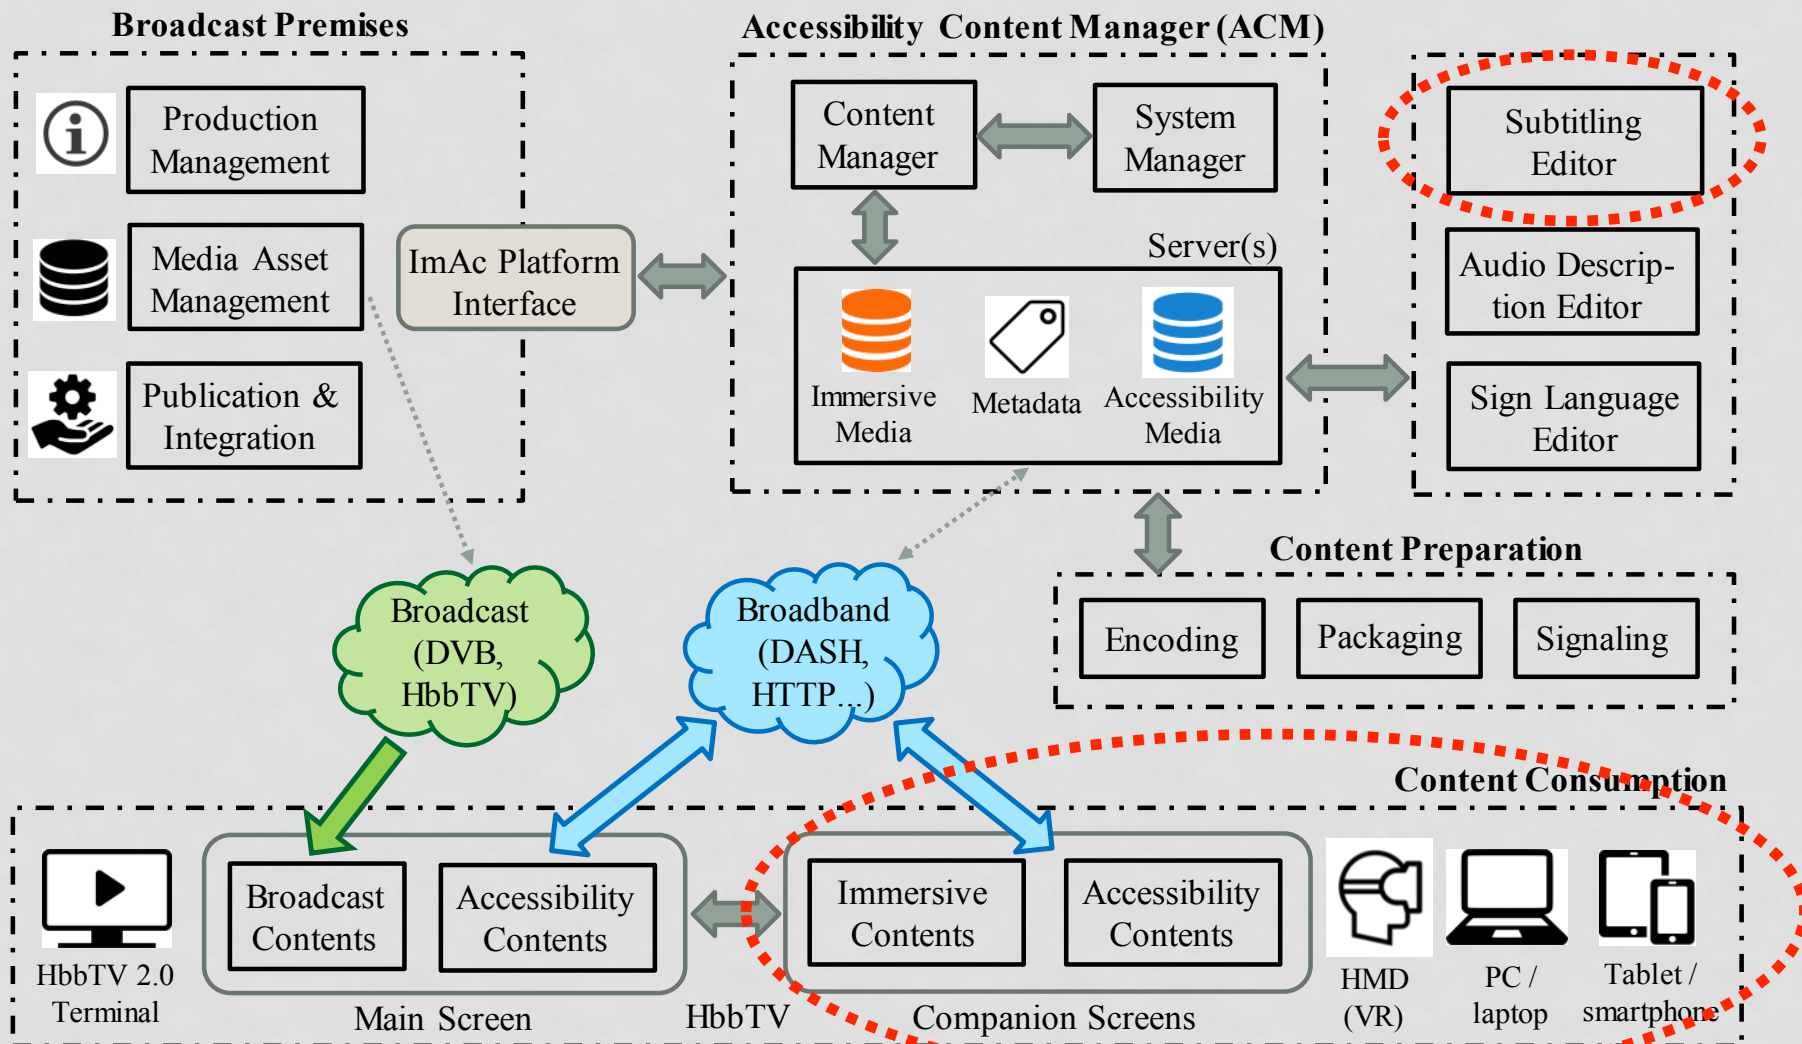 Broadcast Premises
Production
Management
Media Asset
Management
Publication &
Integration
ImAc Platform
Interface
Accessibility Content Manager (ACM)
Content
Manager
System
Manager
Server(s)
Immersive
Media
Metadata
Accessibility
Media
Subtitling
Editor
Audio Descrip-
tion Editor
Sign Language
Editor
Content Preparation
Encoding
Packaging
Signaling
Broadcast
(DVB,
HbbTV)
Broadband
(DASH,
HTTP...)
Content Consumption
HbbTV 2.0
Terminal
Broadcast
Contents
Accessibility
Contents
Main Screen
HbbTV
Immersive
Contents
Accessibility
Contents
Companion Screens
HMD
(VR)
PC /
laptop
Tablet /
smartphone